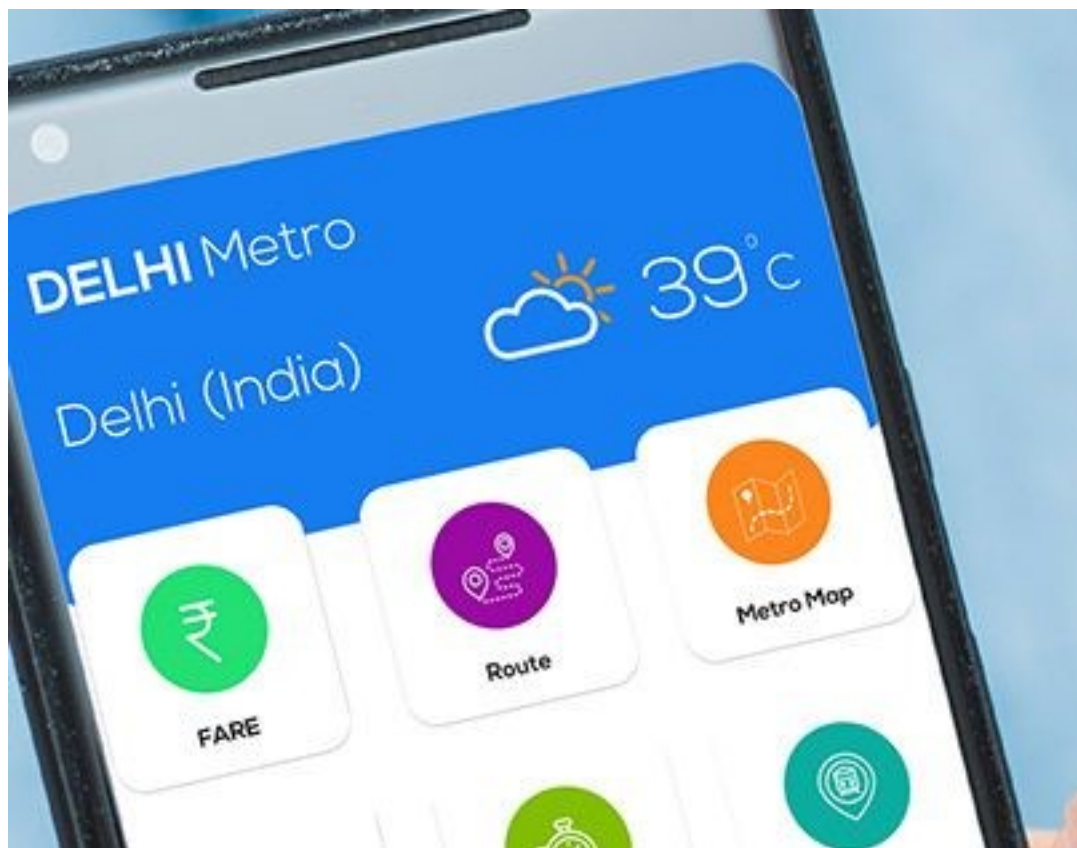 DELHI Metro
Delhi (India)
39°C
₹
FARE
Route
Metro Map